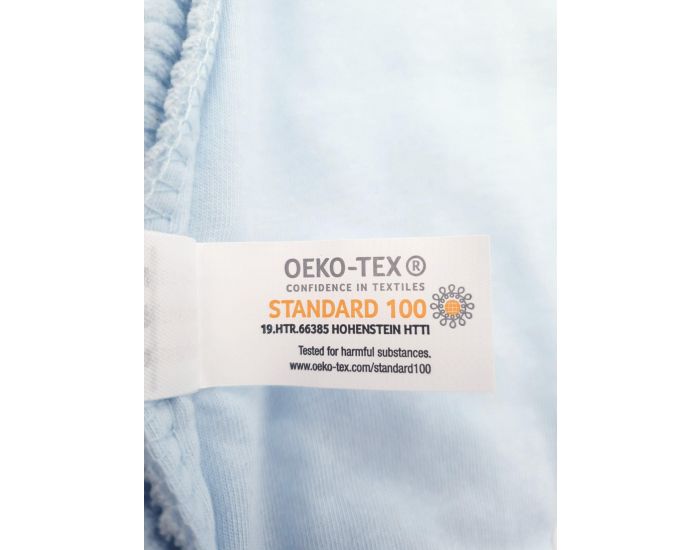 OEKO-TEX®
CONFIDENCE IN TEXTILES
STANDARD 100
19.HTR.66385 HOHENSTEIN HTTI
Tested for harmful substances.
www.oeko-tex.com/standard100